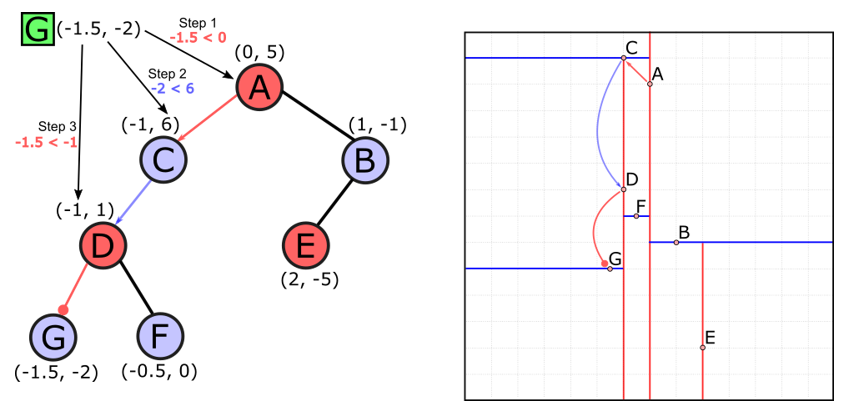 G (-1.5, -2)
Step 1
-1.5 < 0
(0, 5)
A
Step 2
-2 < 6
Step 3
-1.5 < -1
(-1, 6)
C
(1, -1)
B
(-1, 1)
D
E
(2, -5)
G
(-1.5, -2)
F
(-0.5, 0)
C
A
D
F
B
G
E